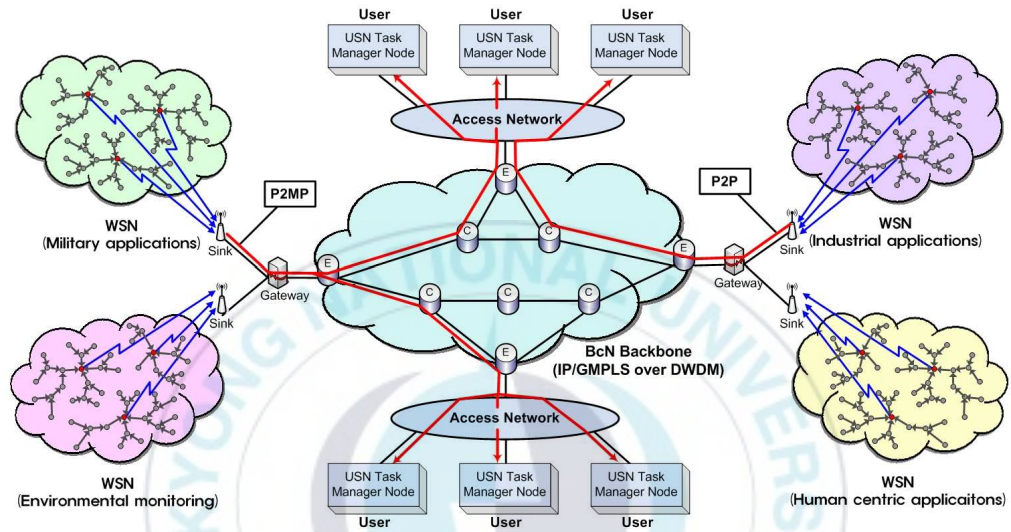 User
User
User
USN Task
Manager Node
USN Task
Manager Node
USN Task
Manager Node
Access Network
P2MP
P2P
WSN
(Military applications)
Sink
WSN
(Industrial applications)
Sink
E
C
C
E
E
Gateway
Gateway
Sink
Sink
C
C
C
E
BcN Backbone
(IP/GMPLS over DWDM)
WSN
(Environmental monitoring)
WSN
(Human centric applicaitons)
Access Network
USN Task
Manager Node
USN Task
Manager Node
USN Task
Manager Node
User
User
User
KYONG NATIONAL UNIVERS